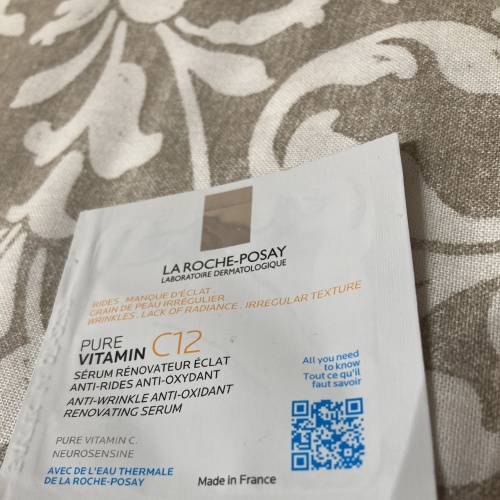 LA ROCHE-POSAY
LABORATOIRE DERMATOLOGIQUE
RIDES . MANQUE D'ÉCLAT .
GRAIN DE PEAU IRRÉGULIER
WRINKLES . LACK OF RADIANCE . IRREGULAR TEXTURE
PURE
VITAMIN C12
SÉRUM RÉNOVATEUR ÉCLAT
ANTI-RIDES ANTI-OXYDANT
ANTI-WRINKLE ANTI-OXIDANT
RENOVATING SERUM
All you need
to know
Tout ce qu'il
faut savoir
PURE VITAMIN C.
NEUROSENSINE
AVEC DE L'EAU THERMALE
DE LA ROCHE-POSAY
Made in France